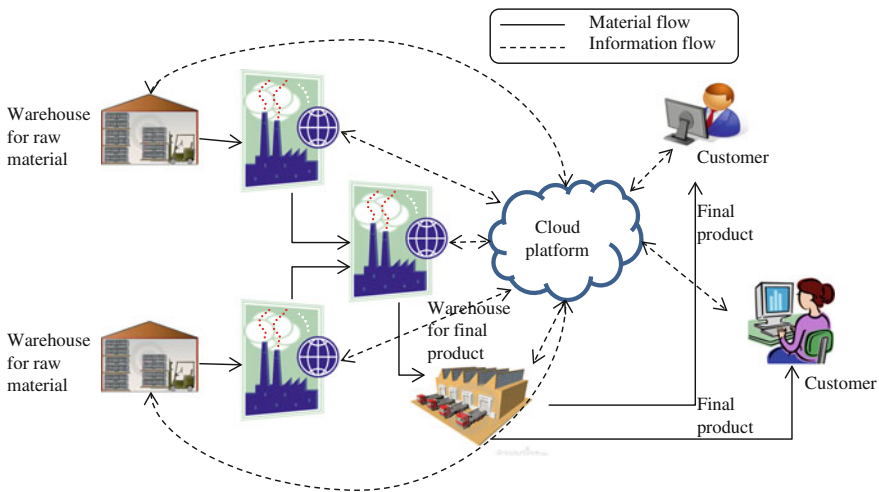 Material flow
Information flow
Warehouse
for raw
material
Customer
Final
product
Cloud
platform
Warehouse
for final
product
Warehouse
for raw
material
Customer
Final
product